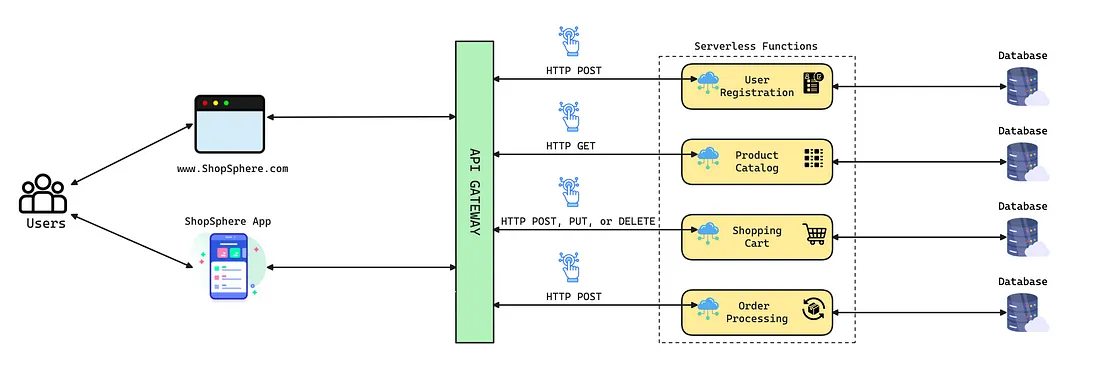 Users
www.ShopSphere.com
ShopSphere App
API GATEWAY
HTTP POST
HTTP GET
HTTP POST, PUT, or DELETE
HTTP POST
Serverless Functions
User
Registration
Product
Catalog
Shopping
Cart
Order
Processing
Database
Database
Database
Database